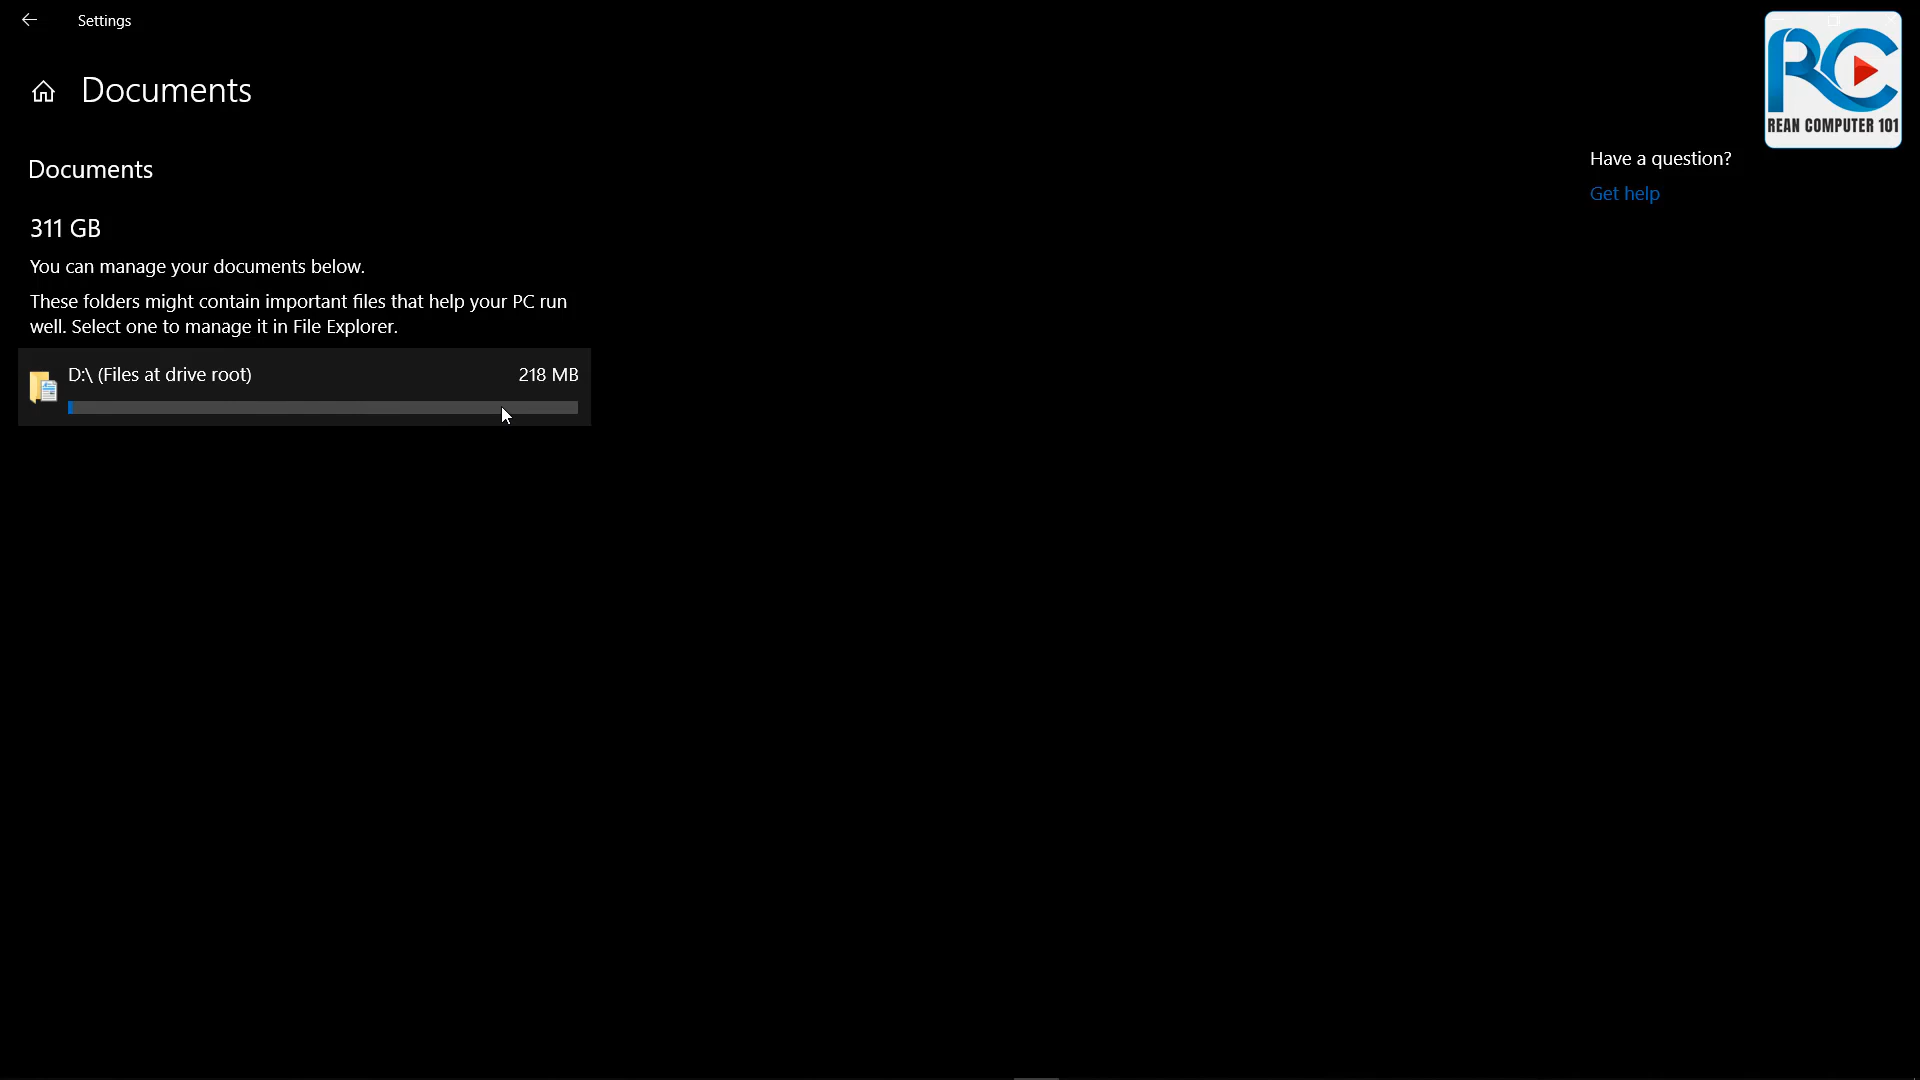 Settings
Documents
Documents
311 GB
You can manage your documents below.
These folders might contain important files that help your PC run
well. Select one to manage it in File Explorer.
D:\ (Files at drive root) 218 MB
Have a question?
Get help
RC
REAN COMPUTER 101